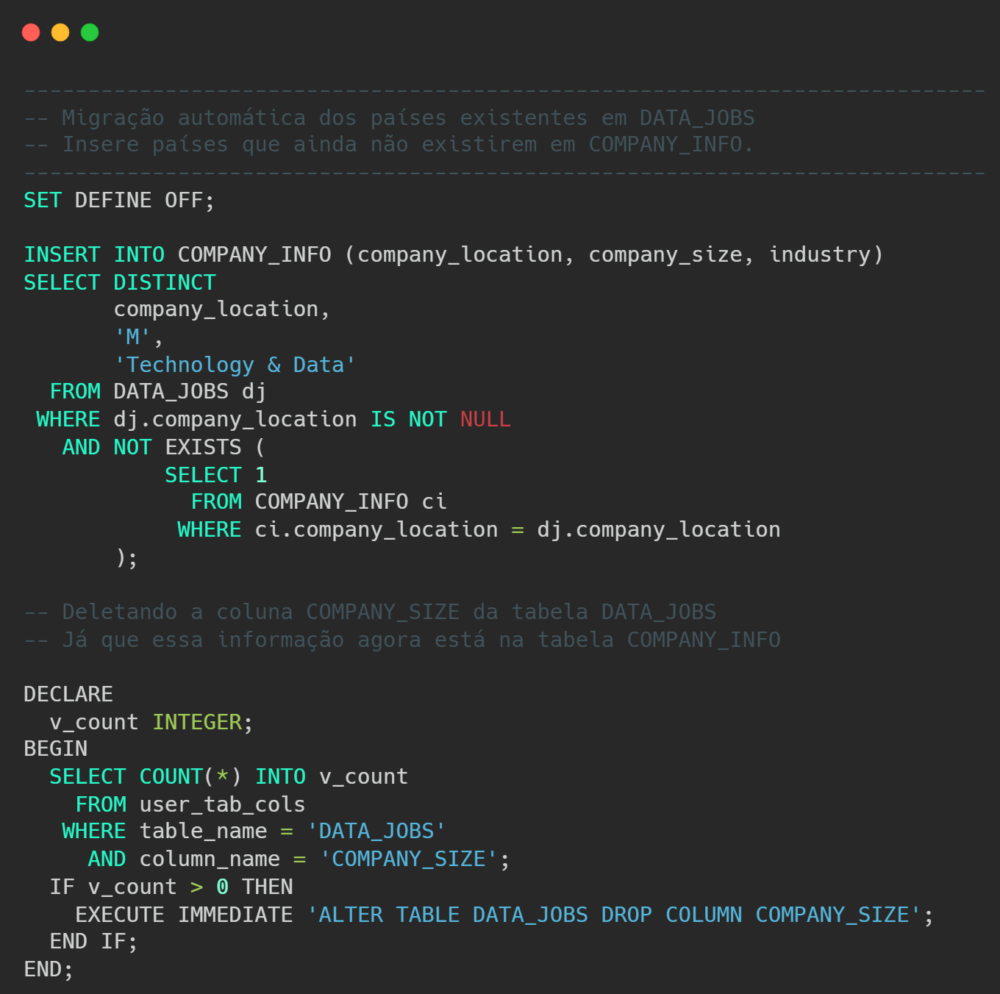 ---------------------------------------------------------------------------
-- Migração automática dos países existentes em DATA_JOBS
-- Insere países que ainda não existirem em COMPANY_INFO.
---------------------------------------------------------------------------
SET DEFINE OFF;
INSERT INTO COMPANY_INFO (company_location, company_size, industry)
SELECT DISTINCT
       company_location,
       'M',
       'Technology & Data'
  FROM DATA_JOBS dj
 WHERE dj.company_location IS NOT NULL
   AND NOT EXISTS (
           SELECT 1
             FROM COMPANY_INFO ci
            WHERE ci.company_location = dj.company_location
       );
-- Deletando a coluna COMPANY_SIZE da tabela DATA_JOBS
-- Já que essa informação agora está na tabela COMPANY_INFO
DECLARE
  v_count INTEGER;
BEGIN
  SELECT COUNT(*) INTO v_count
    FROM user_tab_cols
   WHERE table_name = 'DATA_JOBS'
     AND column_name = 'COMPANY_SIZE';
  IF v_count > 0 THEN
    EXECUTE IMMEDIATE 'ALTER TABLE DATA_JOBS DROP COLUMN COMPANY_SIZE';
  END IF;
END;